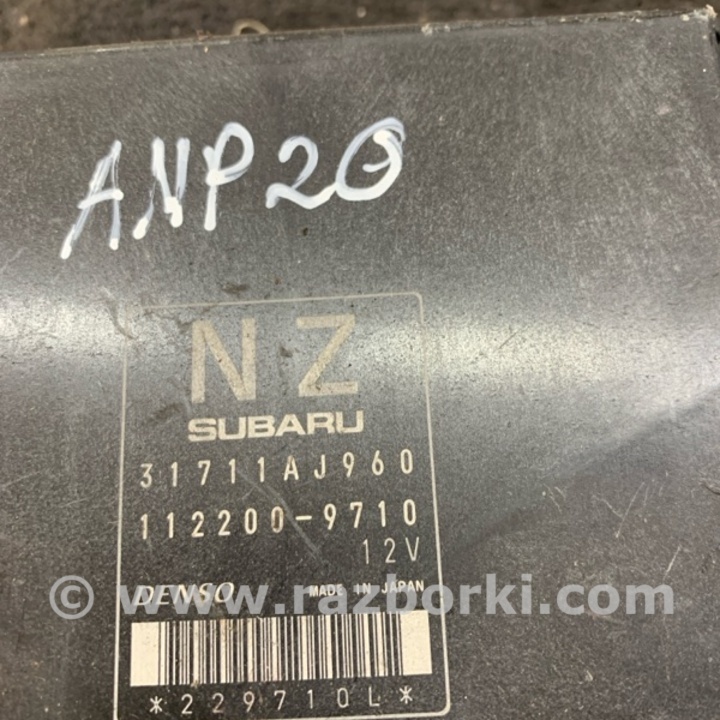 ANP20
NZ
SUBARU
31711AJ960
112200-9710
12V
DENSO MADE IN JAPAN
© www.razborki.com
*229710L*